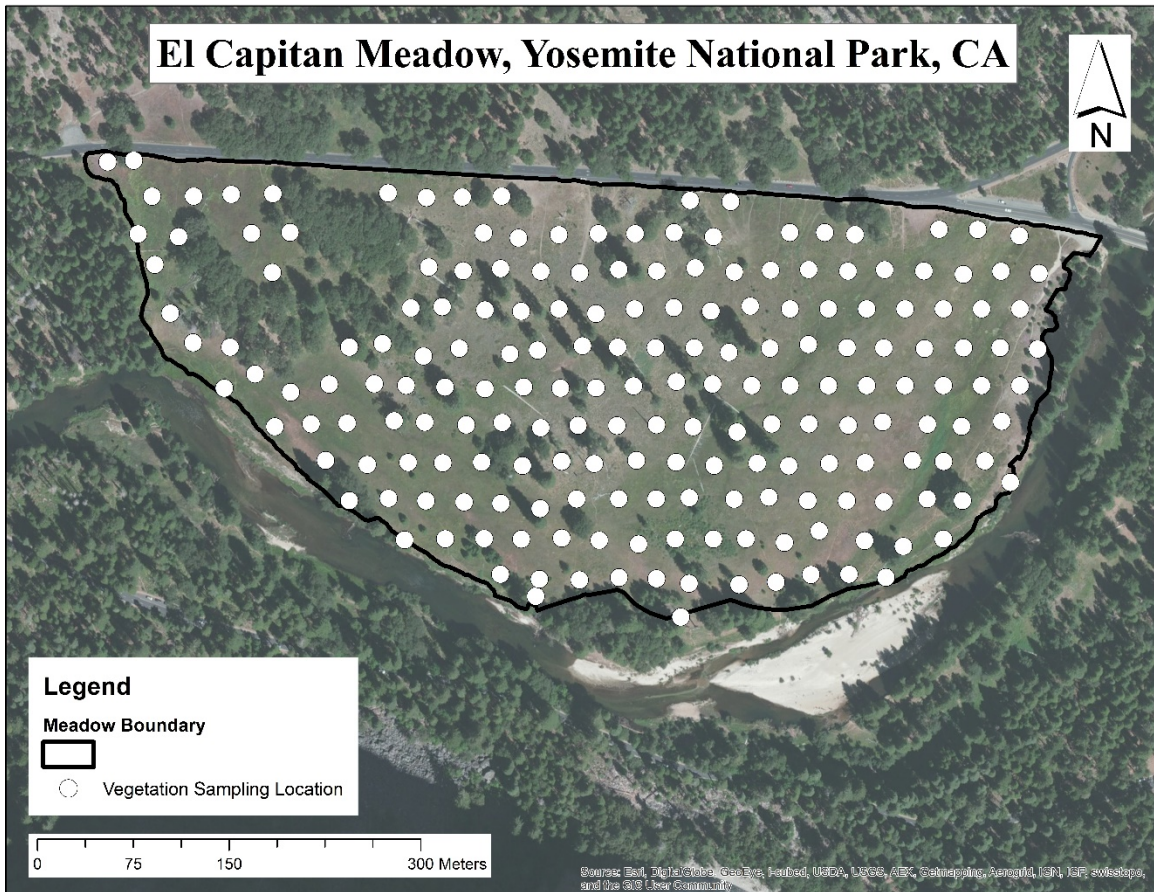 El Capitan Meadow, Yosemite National Park, CA
N
Legend
Meadow Boundary
Vegetation Sampling Location
0 75 150 300 Meters
Source: Esri, DigitalGlobe, GeoEye, i-cubed, USDA, USGS, AEX, Getmapping, Aerogrid, IGN, IGP, swisstopo,
and the GIS User Community